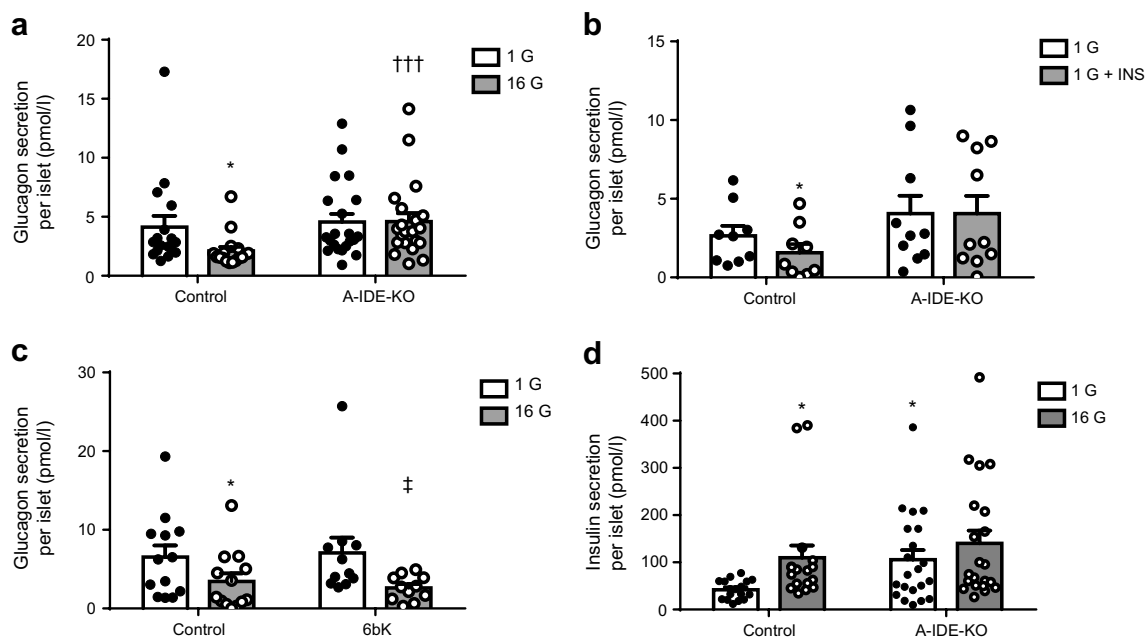 a
Glucagon secretion
per islet (pmol/l)
20
15
10
5
0
*
†††
1 G
16 G
Control
A-IDE-KO
b
Glucagon secretion
per islet (pmol/l)
15
10
5
0
*
1 G
1 G + INS
Control
A-IDE-KO
c
Glucagon secretion
per islet (pmol/l)
30
20
10
0
*
‡
1 G
16 G
Control
6bK
d
Insulin secretion
per islet (pmol/l)
500
400
300
200
100
0
*
*
1 G
16 G
Control
A-IDE-KO